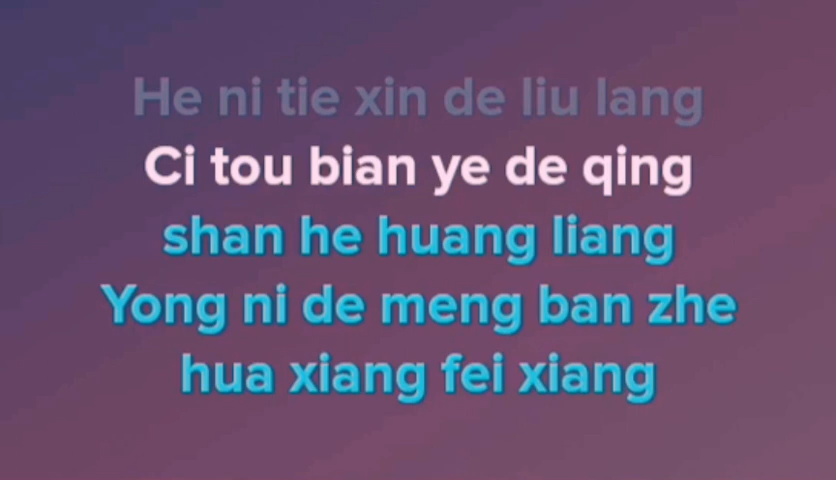 He ni tie xin de liu lang
Ci tou bian ye de qing
shan he huang liang
Yong ni de meng ban zhe
hua xiang fei xiang